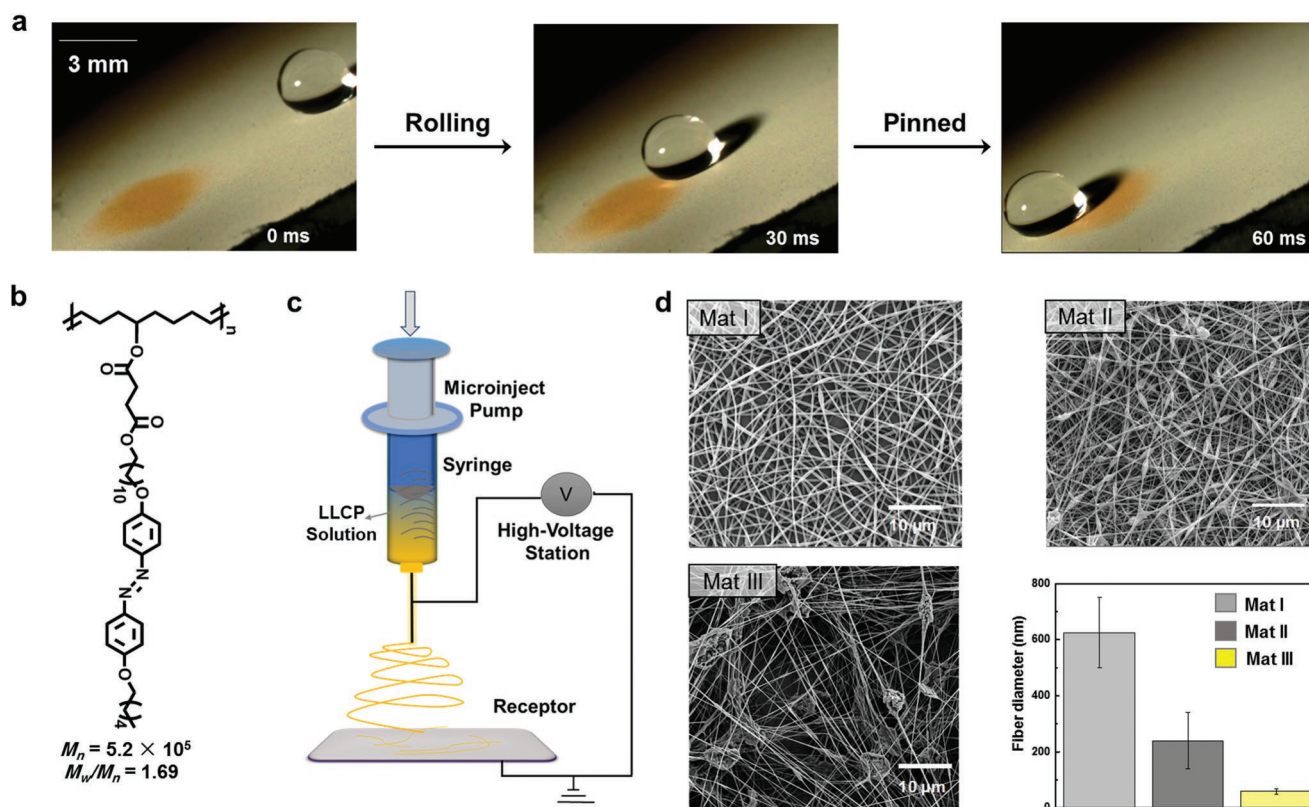 a
3 mm
0 ms
Rolling
30 ms
Pinned
60 ms
b
n
O
O
O
O
10
O
N
N
O
4
Mn = 5.2 × 10⁵
Mw/Mn = 1.69
c
Microinject
Pump
Syringe
LLCP
Solution
V
High-Voltage
Station
Receptor
d
Mat I
10 µm
Mat II
10 µm
Mat III
10 µm
Fiber diameter (nm)
800
600
400
200
0
Mat I
Mat II
Mat III